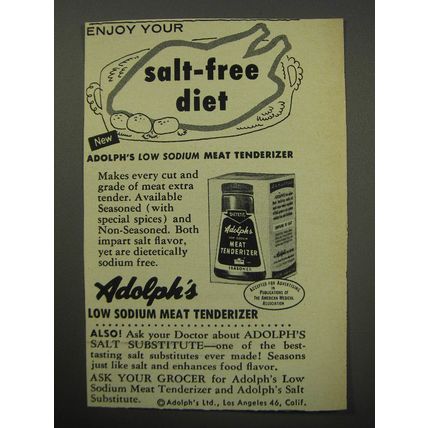 ENJOY YOUR
salt-free
diet
New
ADOLPH'S LOW SODIUM MEAT TENDERIZER
Makes every cut and
grade of meat extra
tender. Available
Seasoned (with
special spices) and
Non-Seasoned. Both
impart salt flavor,
yet are dietetically
sodium free.
DIETETIC
Adolph's
LOW SODIUM
MEAT
TENDERIZER
SEASONED
ACCEPTED FOR ADVERTISING
IN
PUBLICATIONS OF
THE AMERICAN MEDICAL
ASSOCIATION
Adolph's
LOW SODIUM MEAT TENDERIZER
ALSO! Ask your Doctor about ADOLPH'S
SALT SUBSTITUTE—one of the best-
tasting salt substitutes ever made! Seasons
just like salt and enhances food flavor.
ASK YOUR GROCER for Adolph's Low
Sodium Meat Tenderizer and Adolph's Salt
Substitute.
© Adolph's Ltd., Los Angeles 46, Calif.